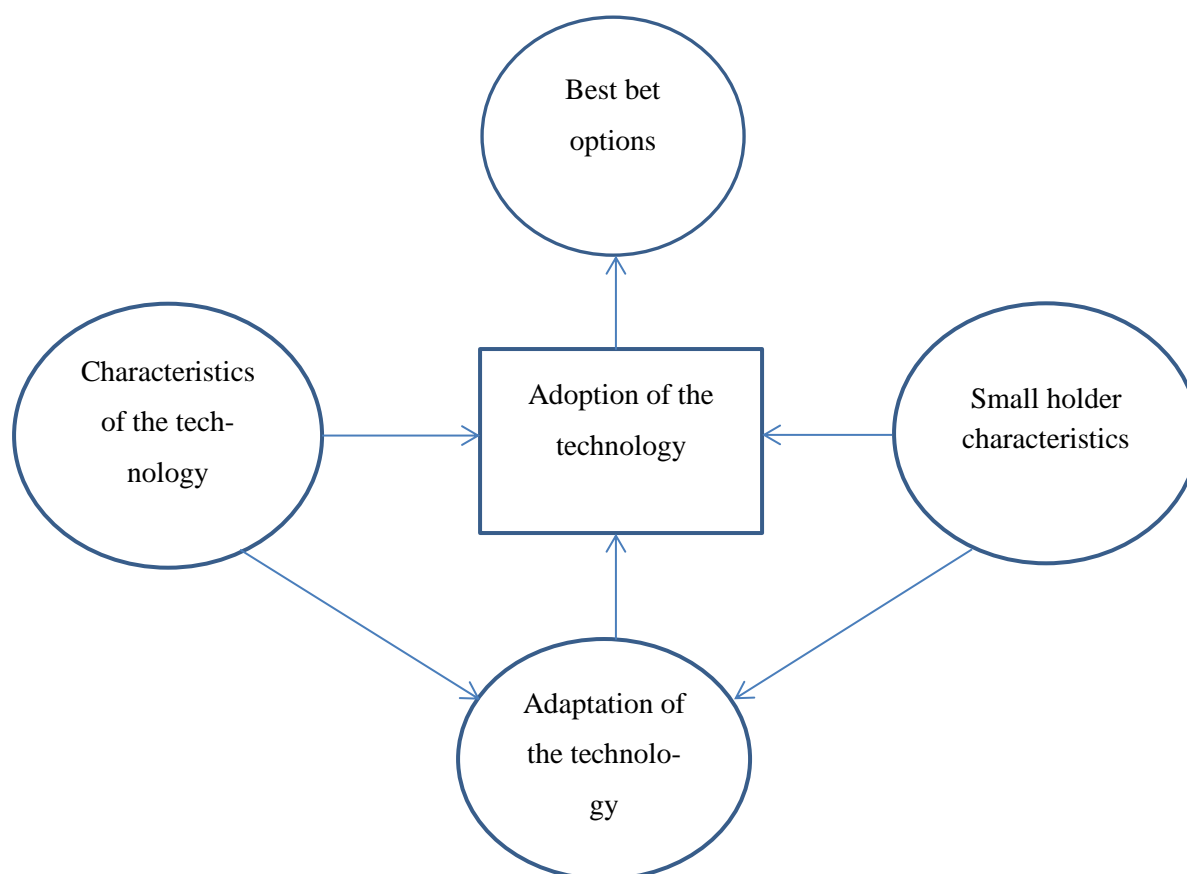 Best bet
options
Characteristics
of the tech-
nology
Adoption of the
technology
Small holder
characteristics
Adaptation of
the technolo-
gy